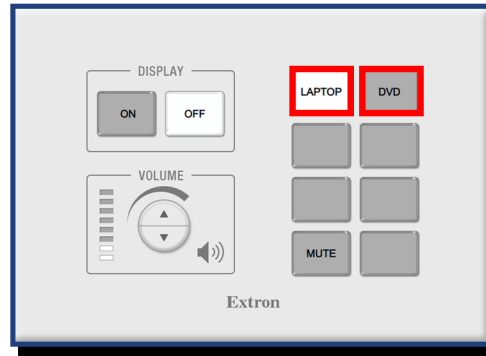 DISPLAY
ON OFF
VOLUME
LAPTOP DVD
MUTE
Extron